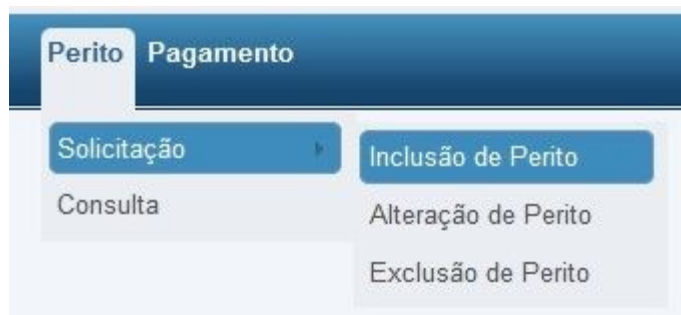 Perito Pagamento
Solicitação
Inclusão de Perito
Consulta
Alteração de Perito
Exclusão de Perito